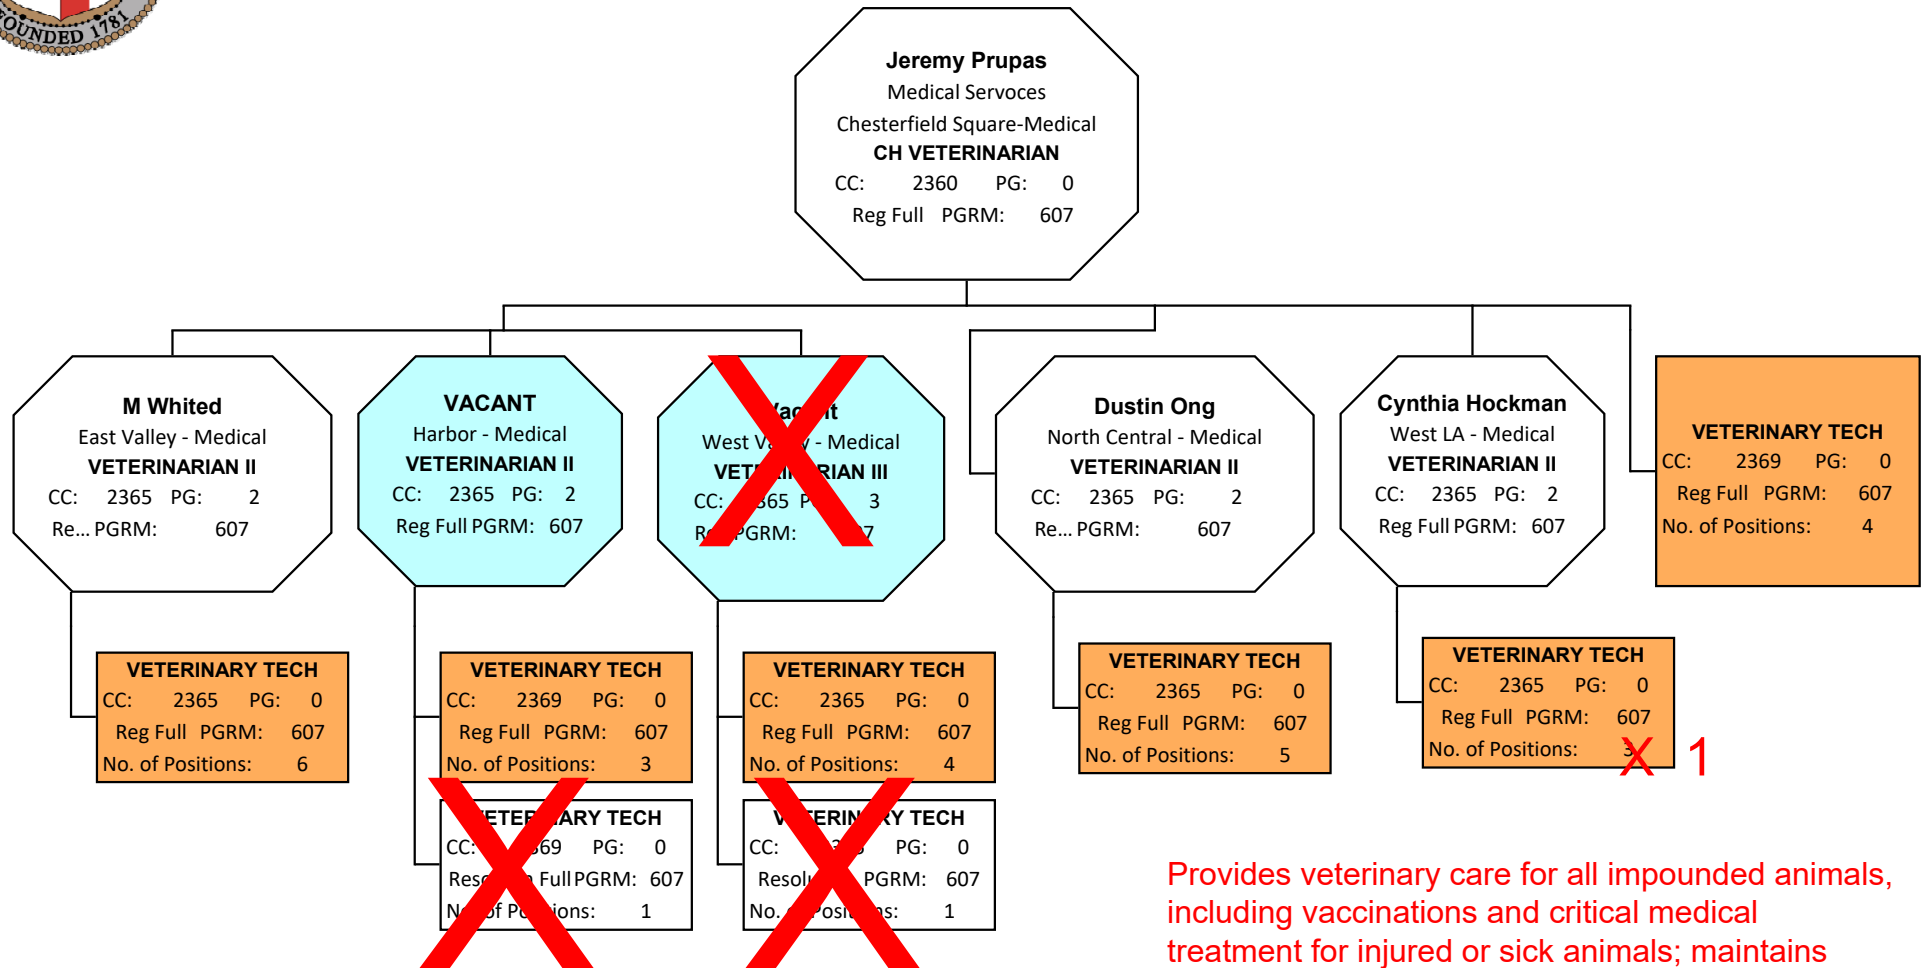 FOUNDED 1781
Jeremy Prupas
Medical Servoces
Chesterfield Square-Medical
CH VETERINARIAN
CC: 2360 PG: 0
Reg Full PGRM: 607
M Whited
East Valley - Medical
VETERINARIAN II
CC: 2365 PG: 2
Re... PGRM: 607
VACANT
Harbor - Medical
VETERINARIAN II
CC: 2365 PG: 2
Reg Full PGRM: 607
West - Medical
III
CC: 3
PGRM:
Dustin Ong
North Central - Medical
VETERINARIAN II
CC: 2365 PG: 2
Re... PGRM: 607
Cynthia Hockman
West LA - Medical
VETERINARIAN II
CC: 2365 PG: 2
Reg Full PGRM: 607
VETERINARY TECH
CC: 2369 PG: 0
Reg Full PGRM: 607
No. of Positions: 4
VETERINARY TECH
CC: 2365 PG: 0
Reg Full PGRM: 607
No. of Positions: 6
VETERINARY TECH
CC: 2369 PG: 0
Reg Full PGRM: 607
No. of Positions: 3
VETERINARY TECH
CC: 2365 PG: 0
Reg Full PGRM: 607
No. of Positions: 4
VETERINARY TECH
CC: 2365 PG: 0
Reg Full PGRM: 607
No. of Positions: 5
VETERINARY TECH
CC: 2365 PG: 0
Reg Full PGRM: 607
No. of Positions: 3 X 1
TECH
CC: PG: 0
Full PGRM: 607
of 1
TECH
CC: PG: 0
PGRM: 607
No. 1
Provides veterinary care for all impounded animals,
including vaccinations and critical medical
treatment for injured or sick animals; maintains